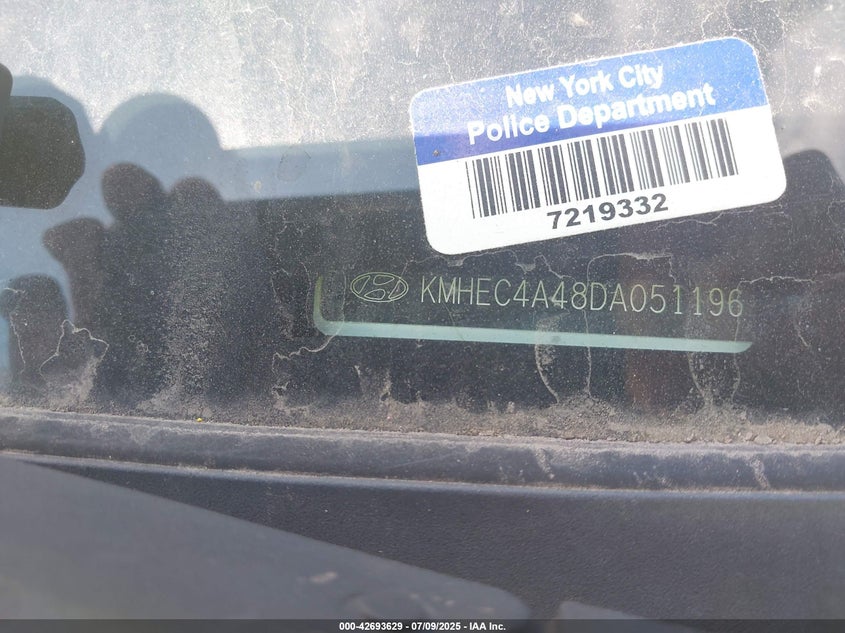 New York City
Police Department
7219332
KMHEC4A48DA051196
000-42693629 | 07/09/2025 - IAA Inc.